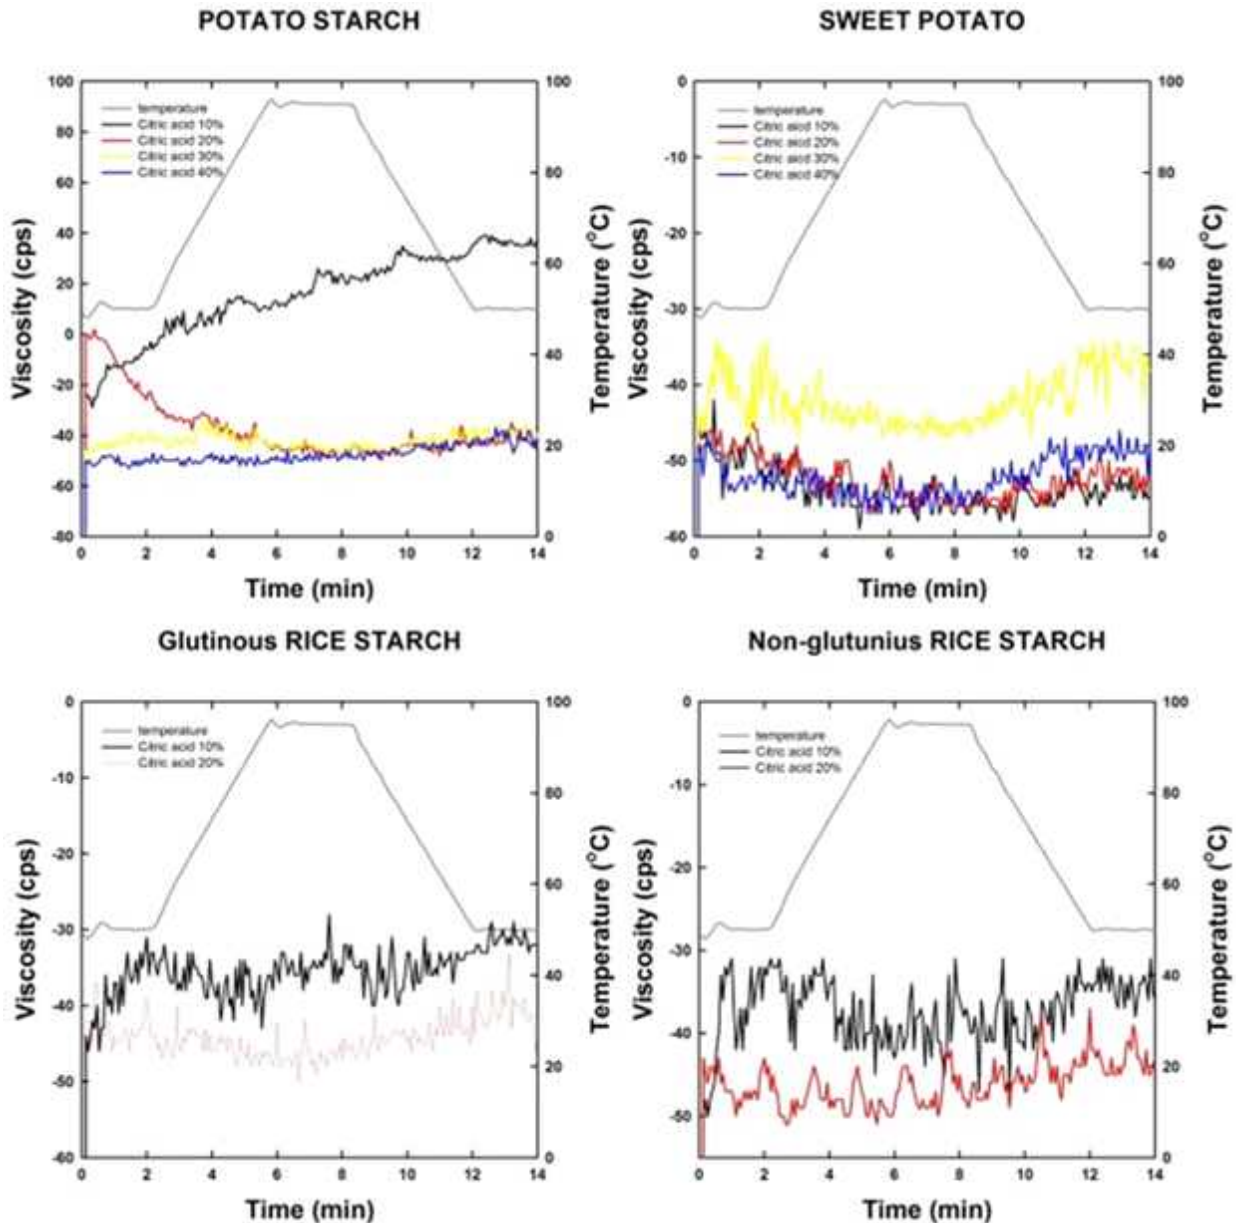 POTATO STARCH
100
80
60
40
20
0
-20
-40
-60
-80
Viscosity (cps)
temperature
Citric acid 10%
Citric acid 20%
Citric acid 30%
Citric acid 40%
100
80
60
40
20
0
Temperature (°C)
0 2 4 6 8 10 12 14
Time (min)
SWEET POTATO
0
-10
-20
-30
-40
-50
-60
Viscosity (cps)
temperature
Citric aicd 10%
Citric aicd 20%
Citric aicd 30%
Citric aicd 40%
100
80
60
40
20
0
Temperature (°C)
0 2 4 6 8 10 12 14
Time (min)
Glutinous RICE STARCH
0
-10
-20
-30
-40
-50
-60
Viscosity (cps)
temperature
Citric acid 10%
Citric acid 20%
100
80
60
40
20
0
Temperature (°C)
0 2 4 6 8 10 12 14
Time (min)
Non-glutunius RICE STARCH
0
-10
-20
-30
-40
-50
Viscosity (cps)
temperature
Citric acid 10%
Citric acid 20%
100
80
60
40
20
0
Temperature (°C)
0 2 4 6 8 10 12 14
Time (min)